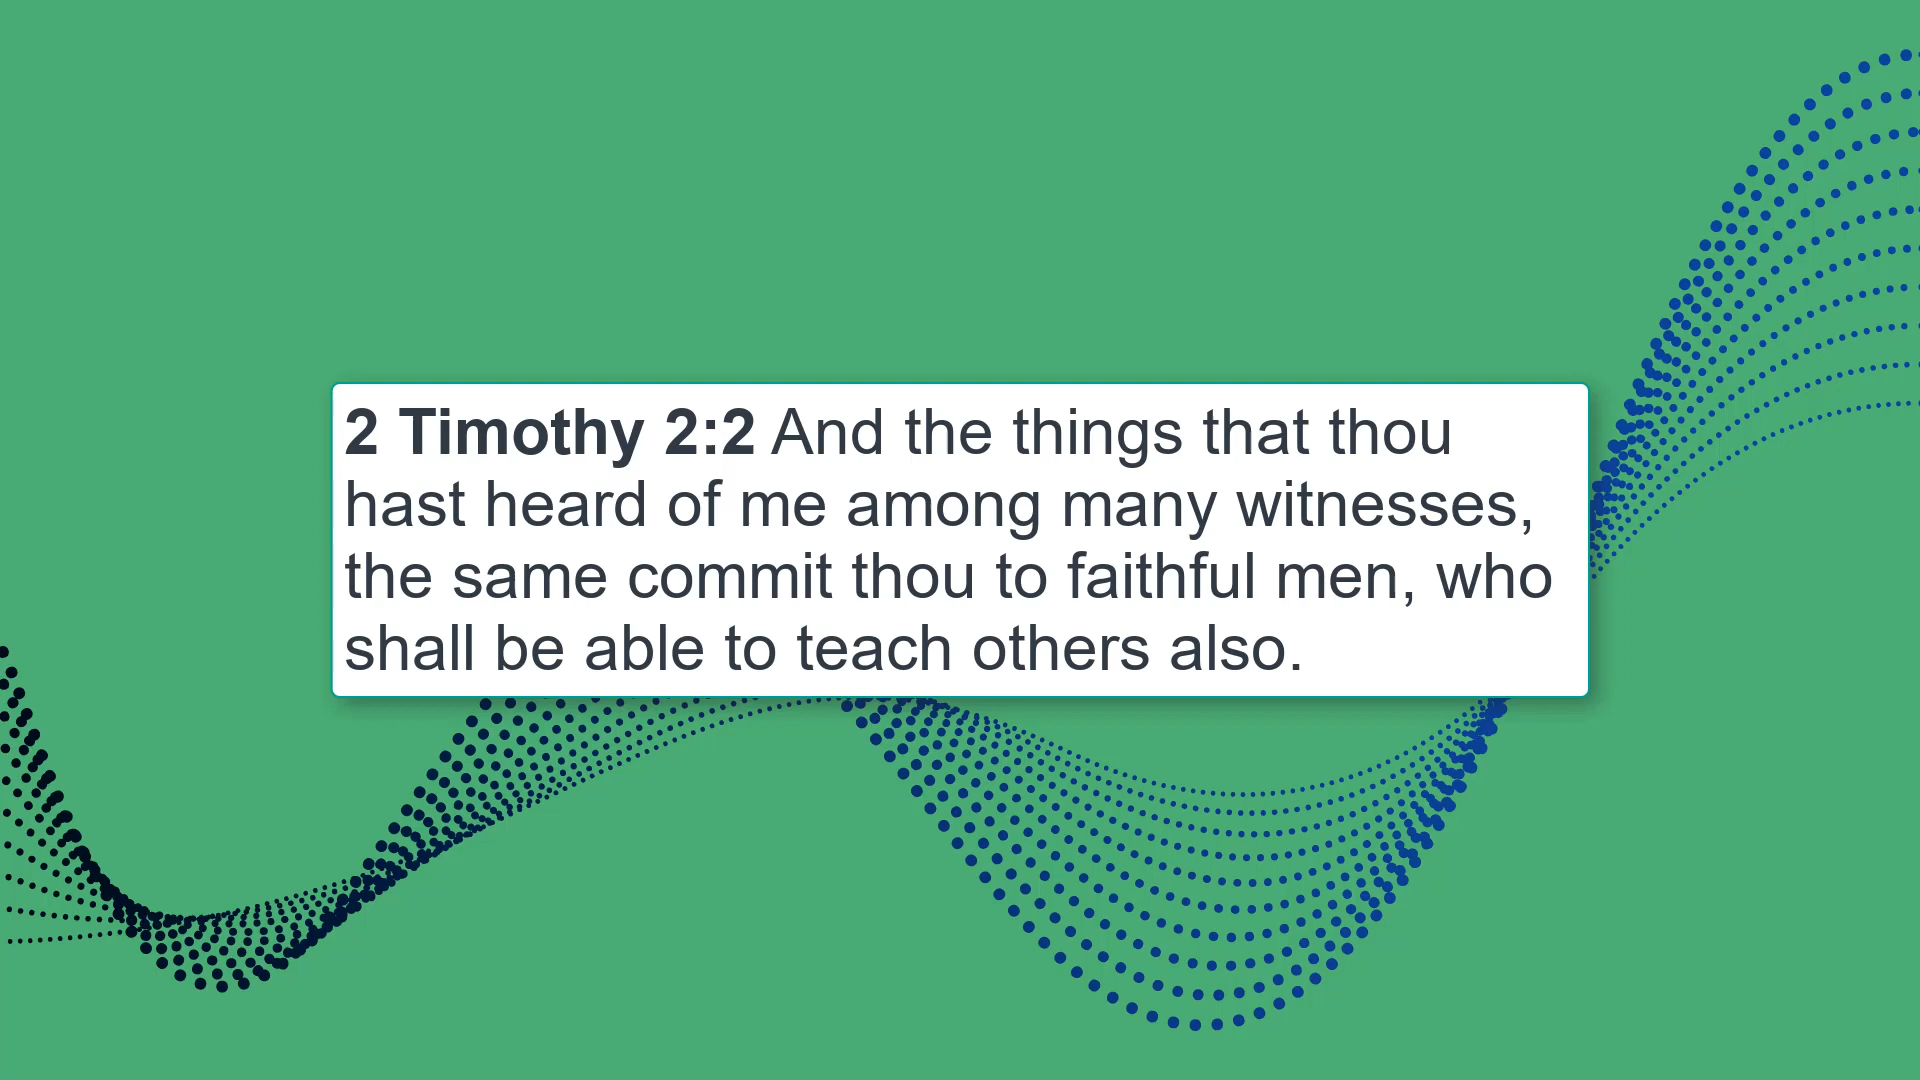 2 Timothy 2:2 And the things that thou
hast heard of me among many witnesses,
the same commit thou to faithful men, who
shall be able to teach others also.